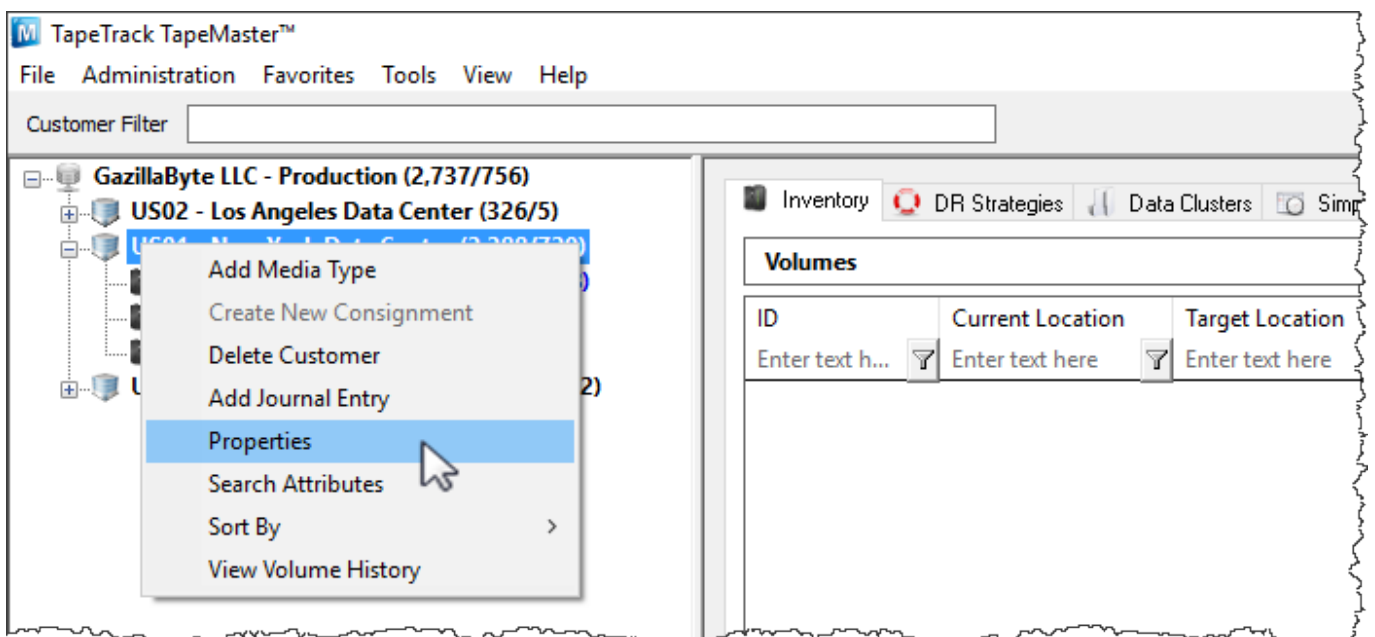 TapeTrack TapeMaster™
File Administration Favorites Tools View Help
Customer Filter
GazillaByte LLC - Production (2,737/756)
US02 - Los Angeles Data Center (326/5)
Add Media Type
Create New Consignment
Delete Customer
Add Journal Entry
Properties
Search Attributes
Sort By
View Volume History
2)
Inventory DR Strategies Data Clusters
Volumes
ID Current Location Target Location
Enter text h... Enter text here Enter text here